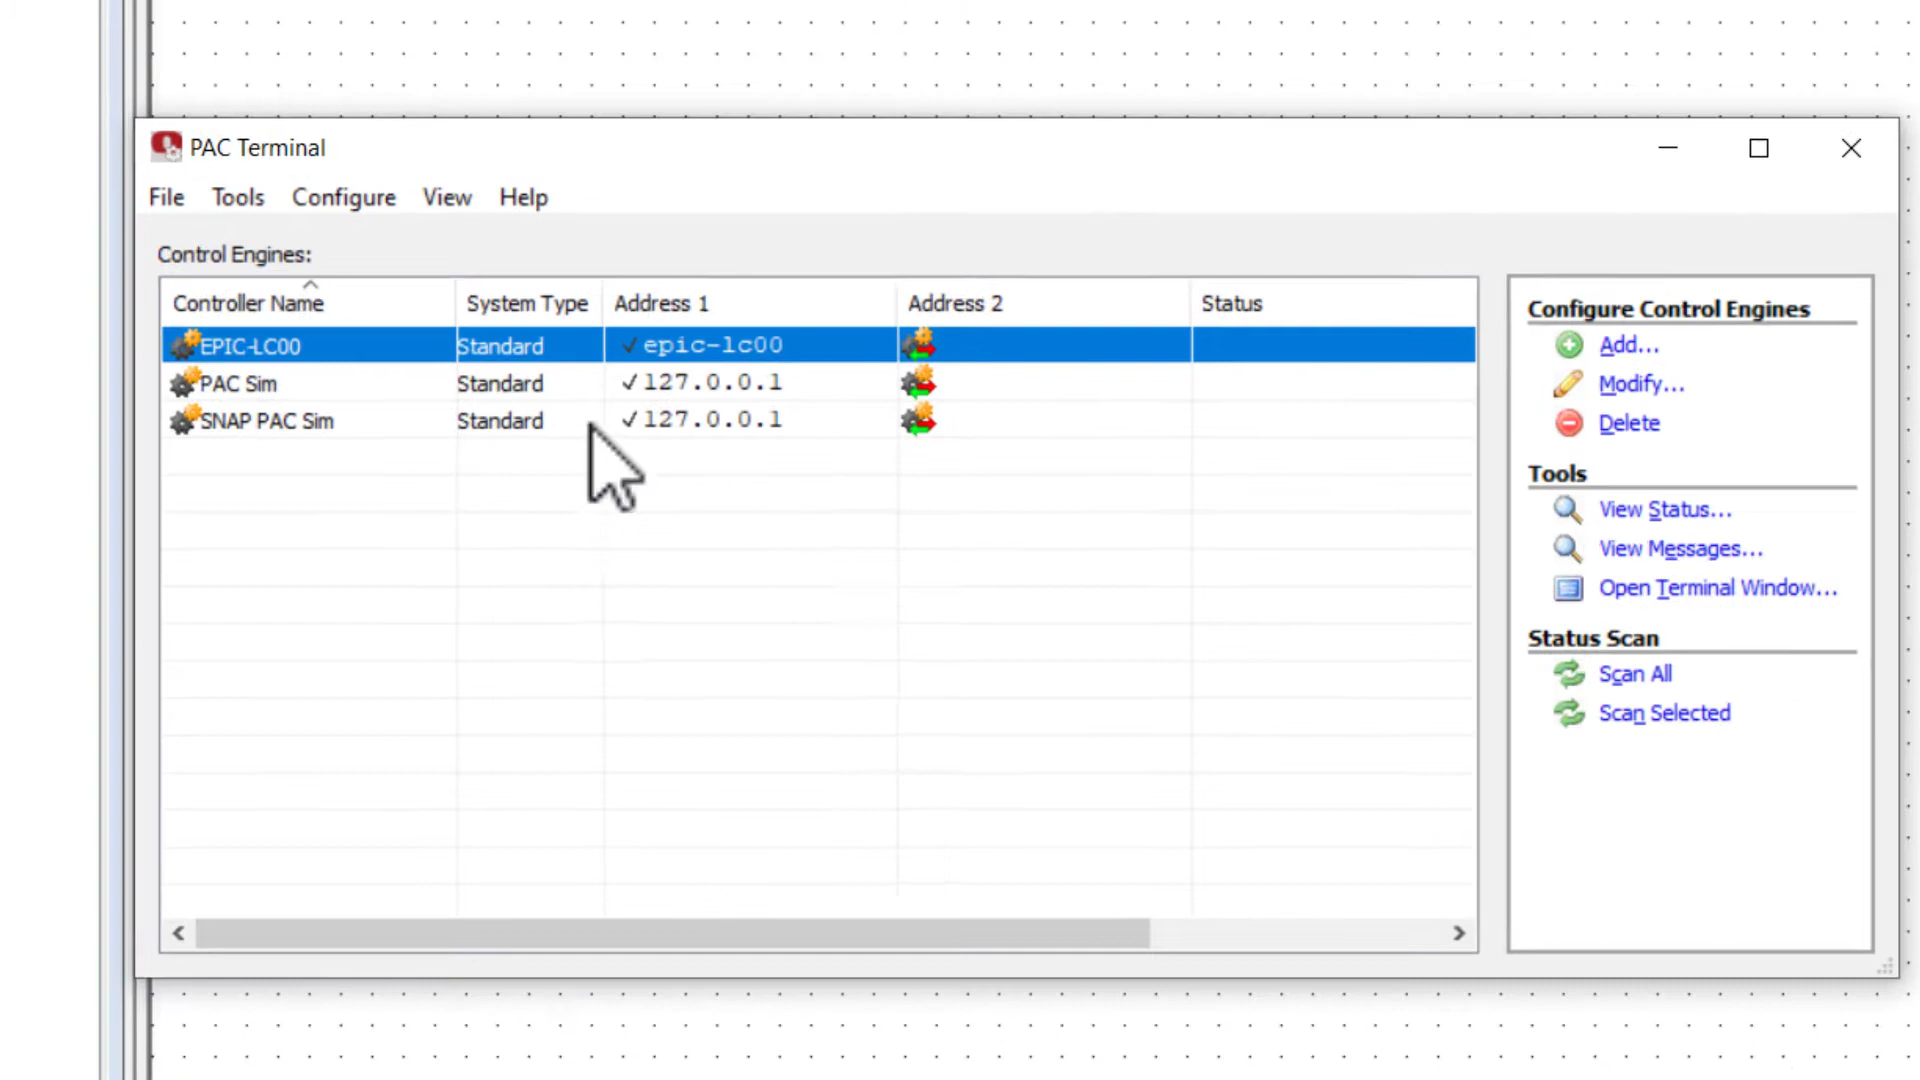 PAC Terminal
File Tools Configure View Help
Control Engines:
Controller Name System Type Address 1 Address 2 Status
EPIC-LC00 Standard ✓ epic-lc00
PAC Sim Standard ✓ 127.0.0.1
SNAP PAC Sim Standard ✓ 127.0.0.1
Configure Control Engines
Add...
Modify...
Delete
Tools
View Status...
View Messages...
Open Terminal Window...
Status Scan
Scan All
Scan Selected